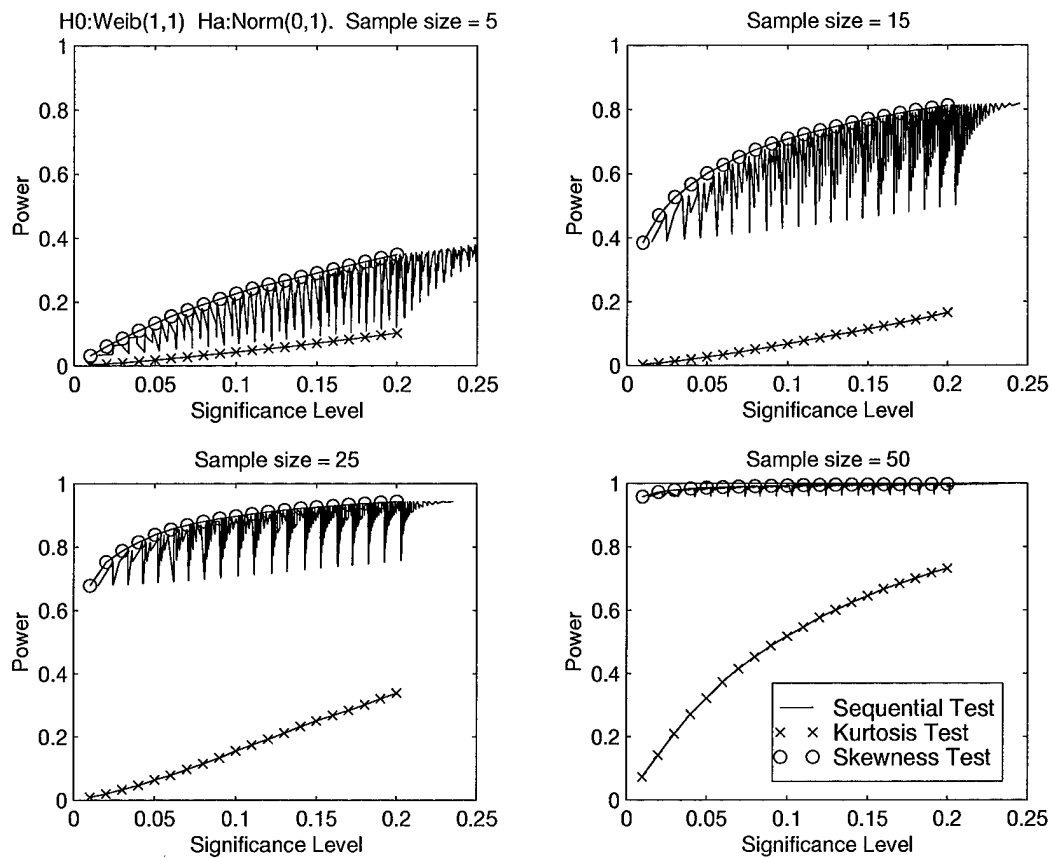 H0:Weib(1,1) Ha:Norm(0,1). Sample size = 5
1
0.8
0.6
0.4
0.2
0
Power
0 0.05 0.1 0.15 0.2 0.25
Significance Level
Sample size = 15
1
0.8
0.6
0.4
0.2
0
Power
0 0.05 0.1 0.15 0.2 0.25
Significance Level
Sample size = 25
1
0.8
0.6
0.4
0.2
0
Power
0 0.05 0.1 0.15 0.2 0.25
Significance Level
Sample size = 50
1
0.8
0.6
0.4
0.2
0
Power
0 0.05 0.1 0.15 0.2 0.25
Significance Level
Sequential Test
Kurtosis Test
Skewness Test